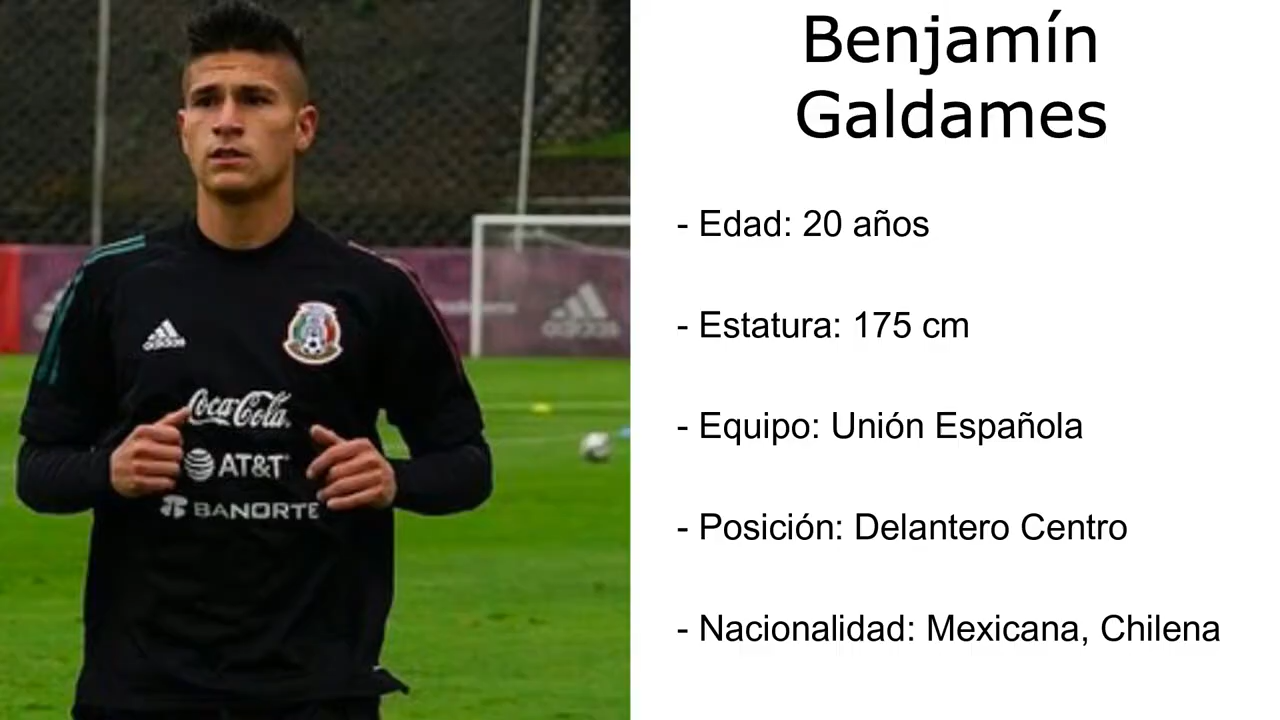 Benjamín
Galdames
- Edad: 20 años
- Estatura: 175 cm
- Equipo: Unión Española
- Posición: Delantero Centro
- Nacionalidad: Mexicana, Chilena
adidas
Coca-Cola
AT&T
BANORTE
adidas